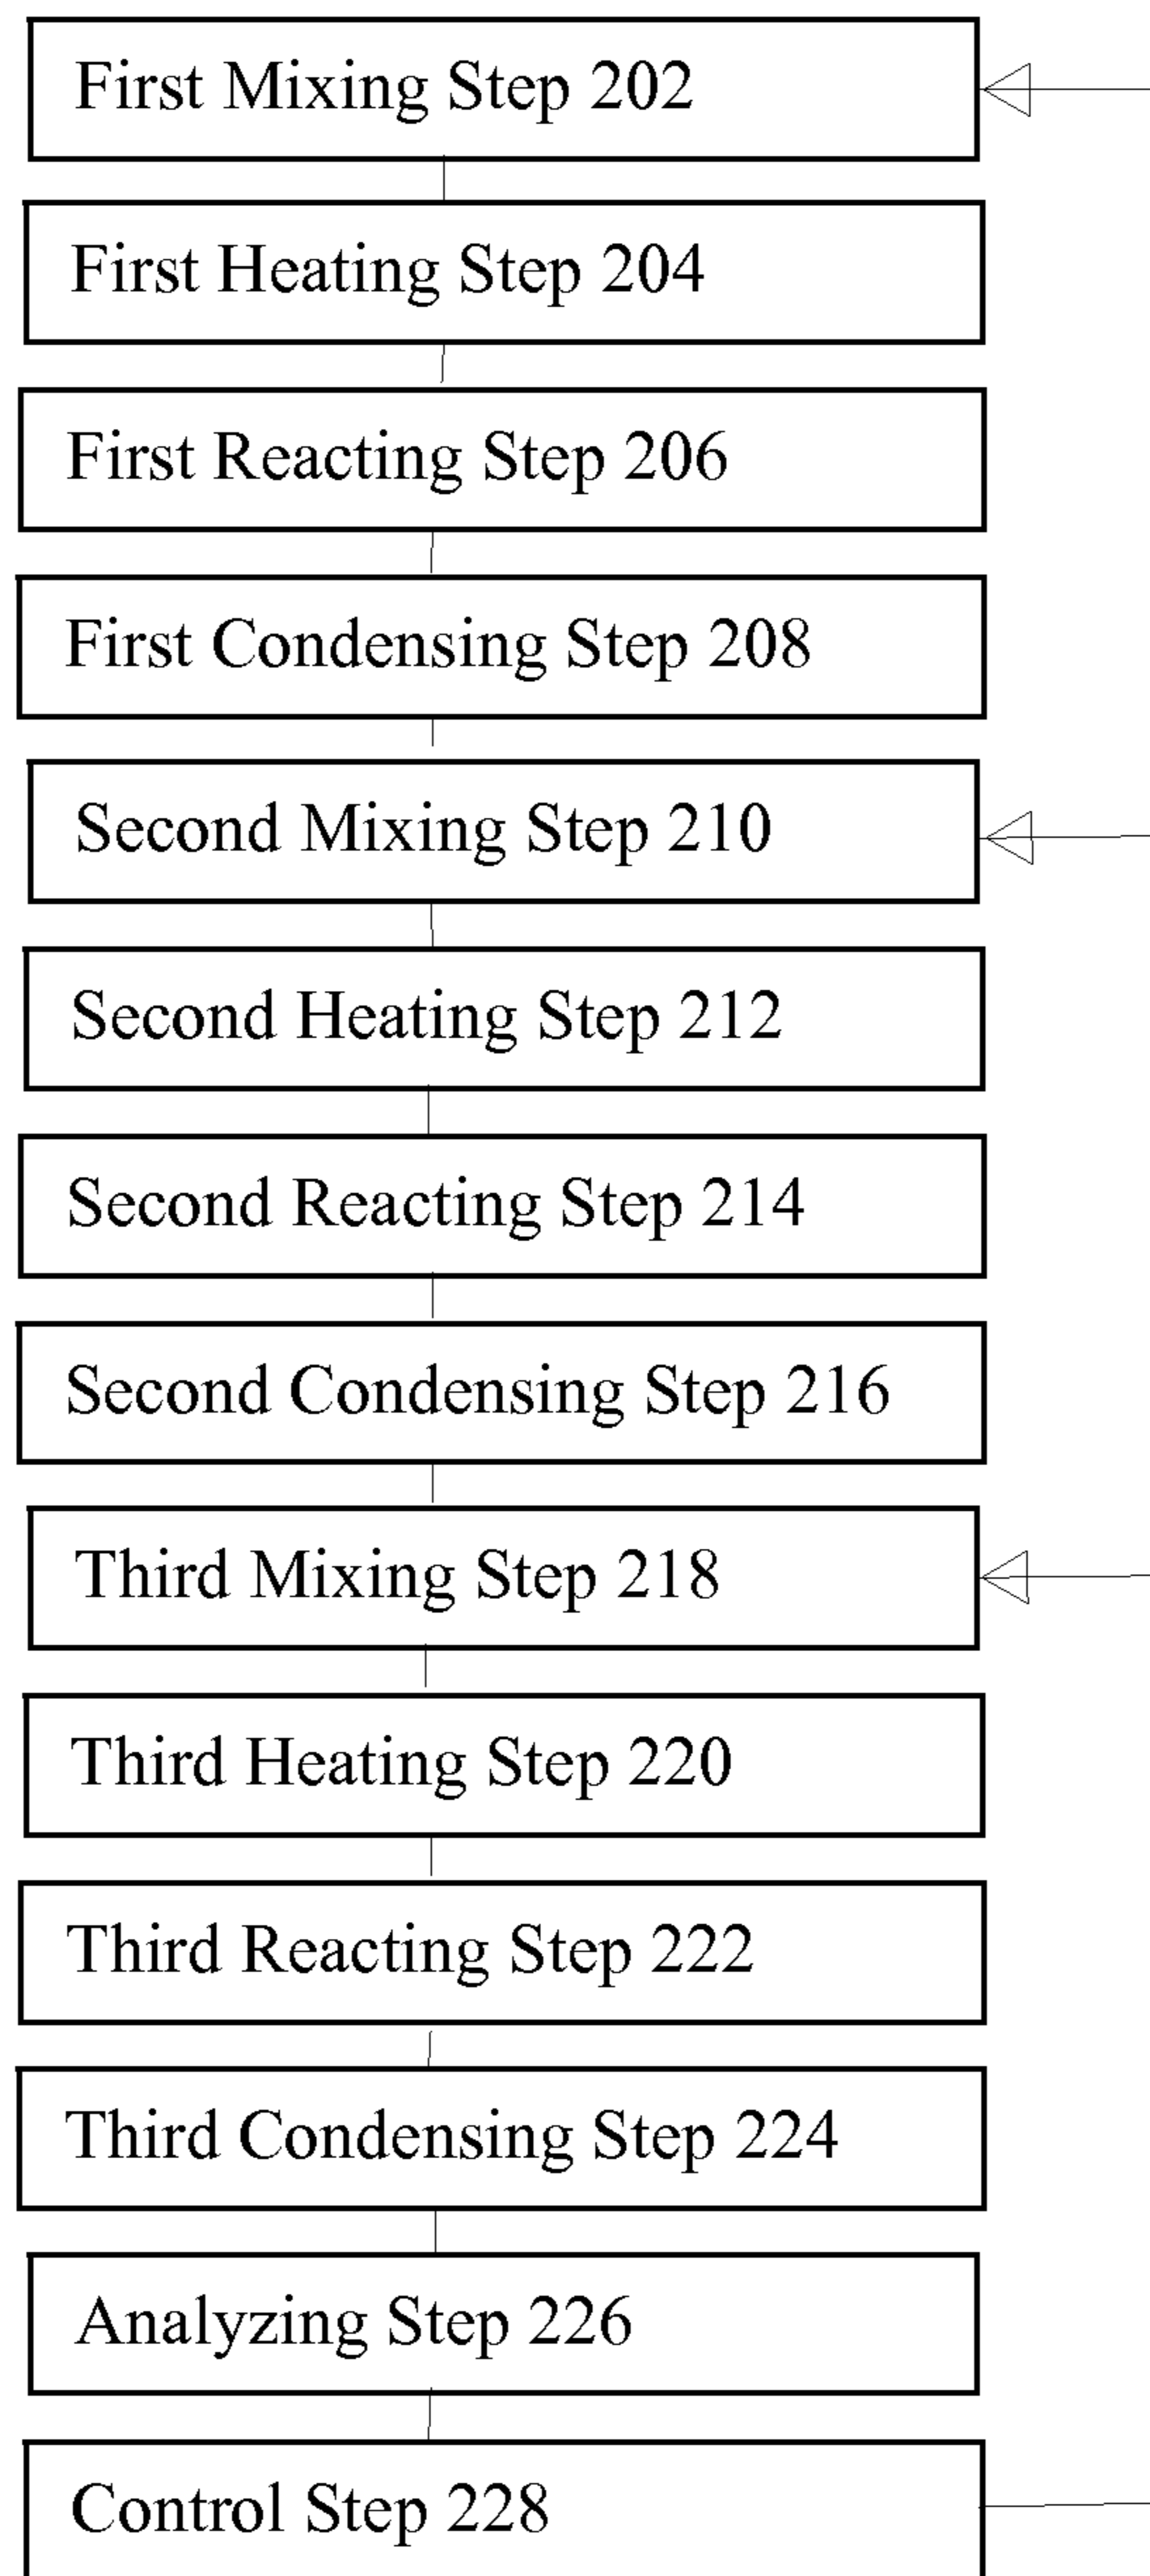 First Mixing Step 202
First Heating Step 204
First Reacting Step 206
First Condensing Step 208
Second Mixing Step 210
Second Heating Step 212
Second Reacting Step 214
Second Condensing Step 216
Third Mixing Step 218
Third Heating Step 220
Third Reacting Step 222
Third Condensing Step 224
Analyzing Step 226
Control Step 228